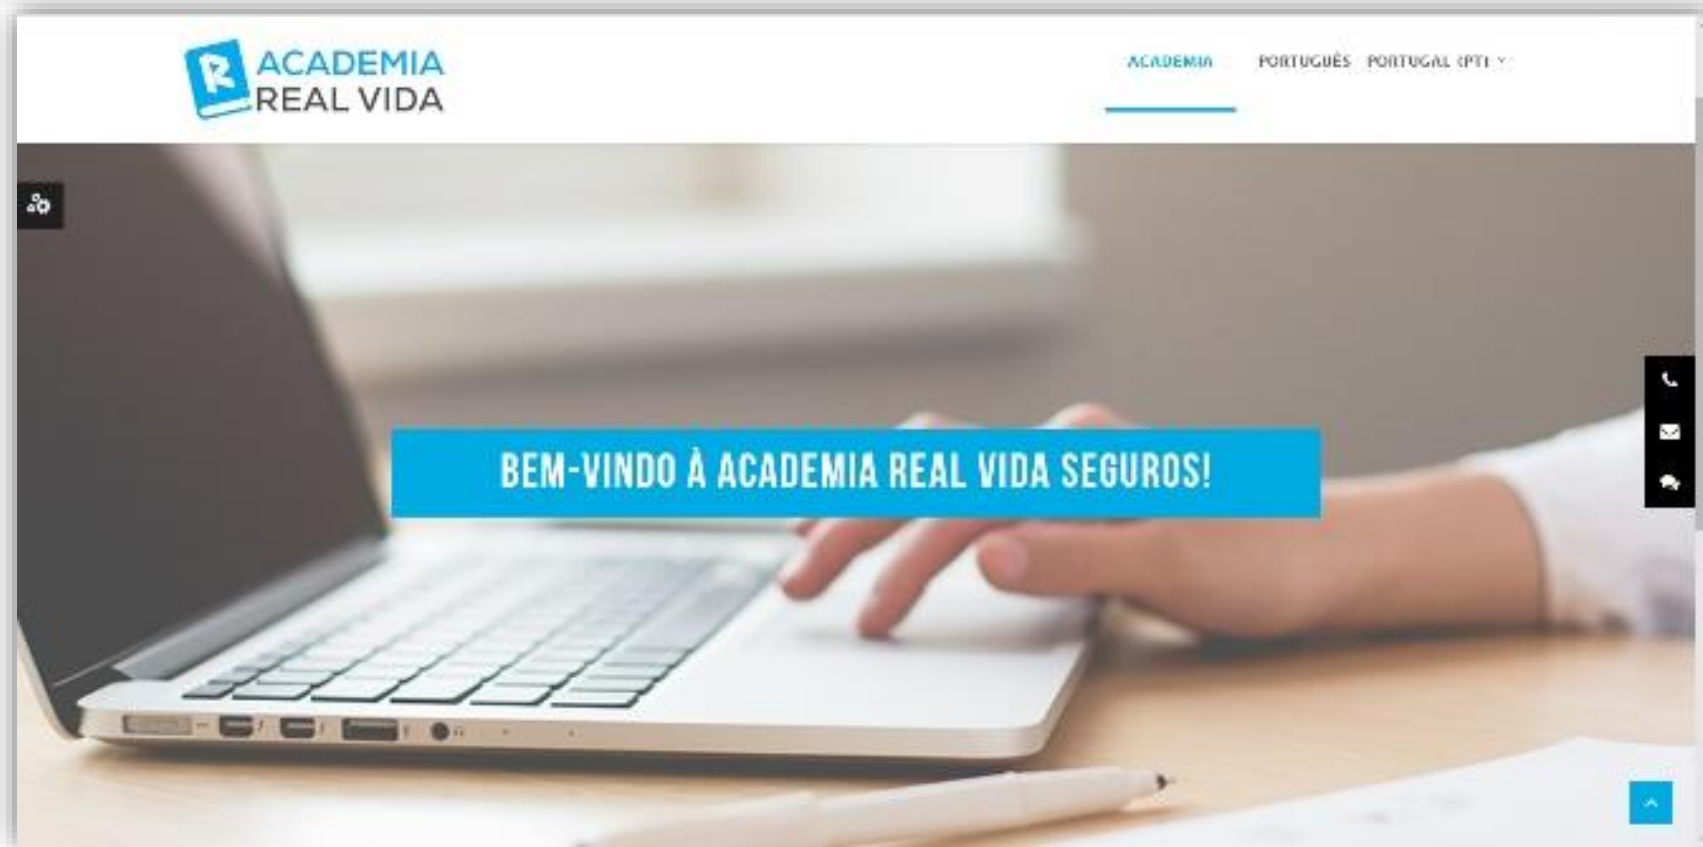 ACADEMIA
REAL VIDA
ACADEMIA
PORTUGUÊS - PORTUGAL (PT)
BEM-VINDO À ACADEMIA REAL VIDA SEGUROS!